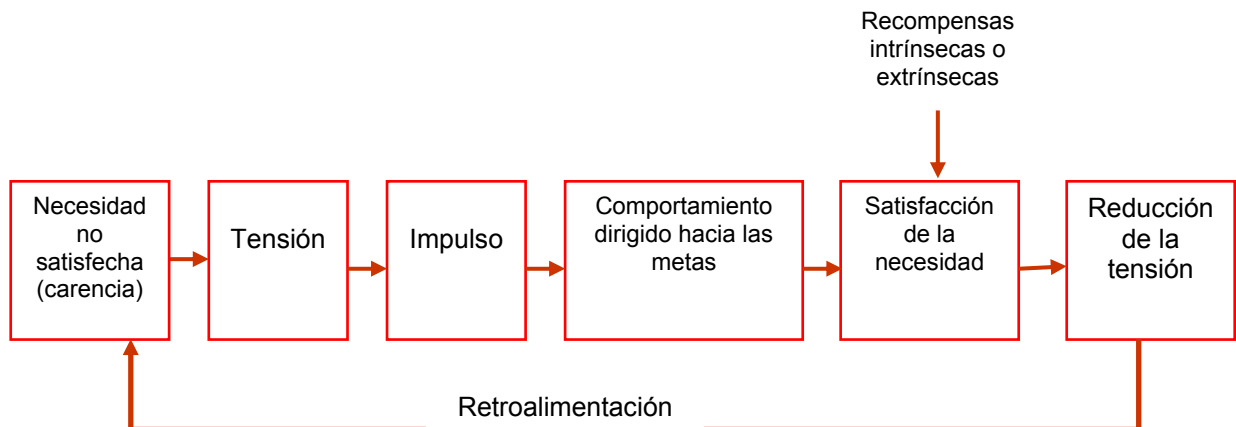 Recompensas
intrínsecas o
extrínsecas
Necesidad
no
satisfecha
(carencia)
Tensión
Impulso
Comportamiento
dirigido hacia las
metas
Satisfacción
de la
necesidad
Reducción
de la
tensión
Retroalimentación